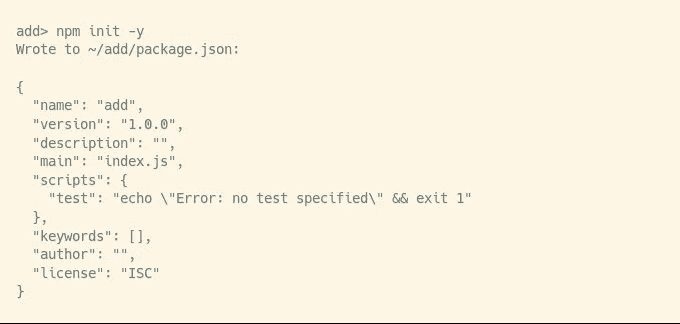 add> npm init -y
Wrote to ~/add/package.json:
{
  "name": "add",
  "version": "1.0.0",
  "description": "",
  "main": "index.js",
  "scripts": {
    "test": "echo \"Error: no test specified\" && exit 1"
  },
  "keywords": [],
  "author": "",
  "license": "ISC"
}